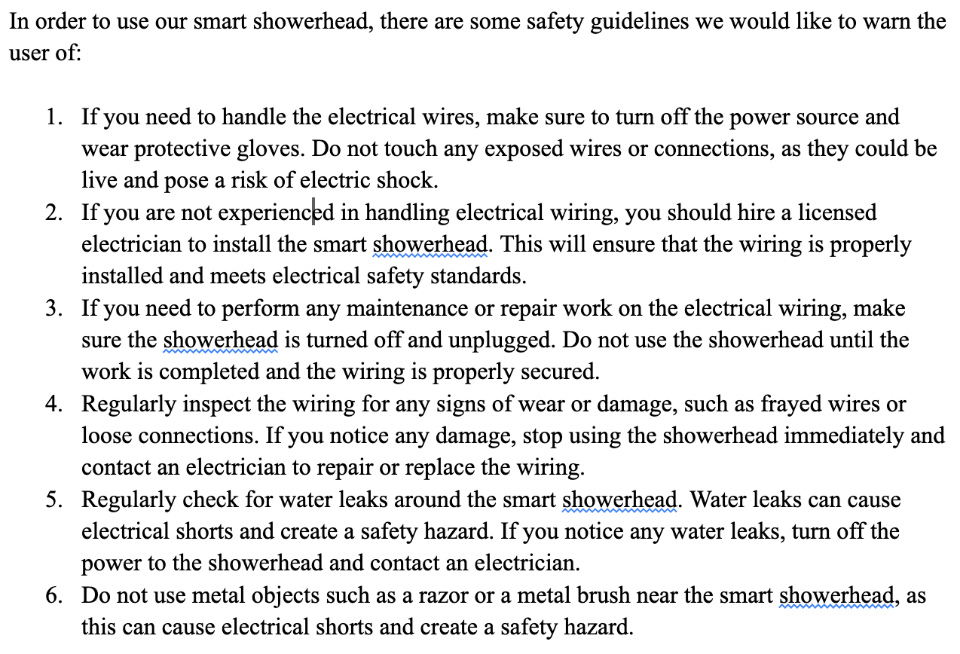 In order to use our smart showerhead, there are some safety guidelines we would like to warn the
user of:
1. If you need to handle the electrical wires, make sure to turn off the power source and
wear protective gloves. Do not touch any exposed wires or connections, as they could be
live and pose a risk of electric shock.
2. If you are not experienced in handling electrical wiring, you should hire a licensed
electrician to install the smart showerhead. This will ensure that the wiring is properly
installed and meets electrical safety standards.
3. If you need to perform any maintenance or repair work on the electrical wiring, make
sure the showerhead is turned off and unplugged. Do not use the showerhead until the
work is completed and the wiring is properly secured.
4. Regularly inspect the wiring for any signs of wear or damage, such as frayed wires or
loose connections. If you notice any damage, stop using the showerhead immediately and
contact an electrician to repair or replace the wiring.
5. Regularly check for water leaks around the smart showerhead. Water leaks can cause
electrical shorts and create a safety hazard. If you notice any water leaks, turn off the
power to the showerhead and contact an electrician.
6. Do not use metal objects such as a razor or a metal brush near the smart showerhead, as
this can cause electrical shorts and create a safety hazard.